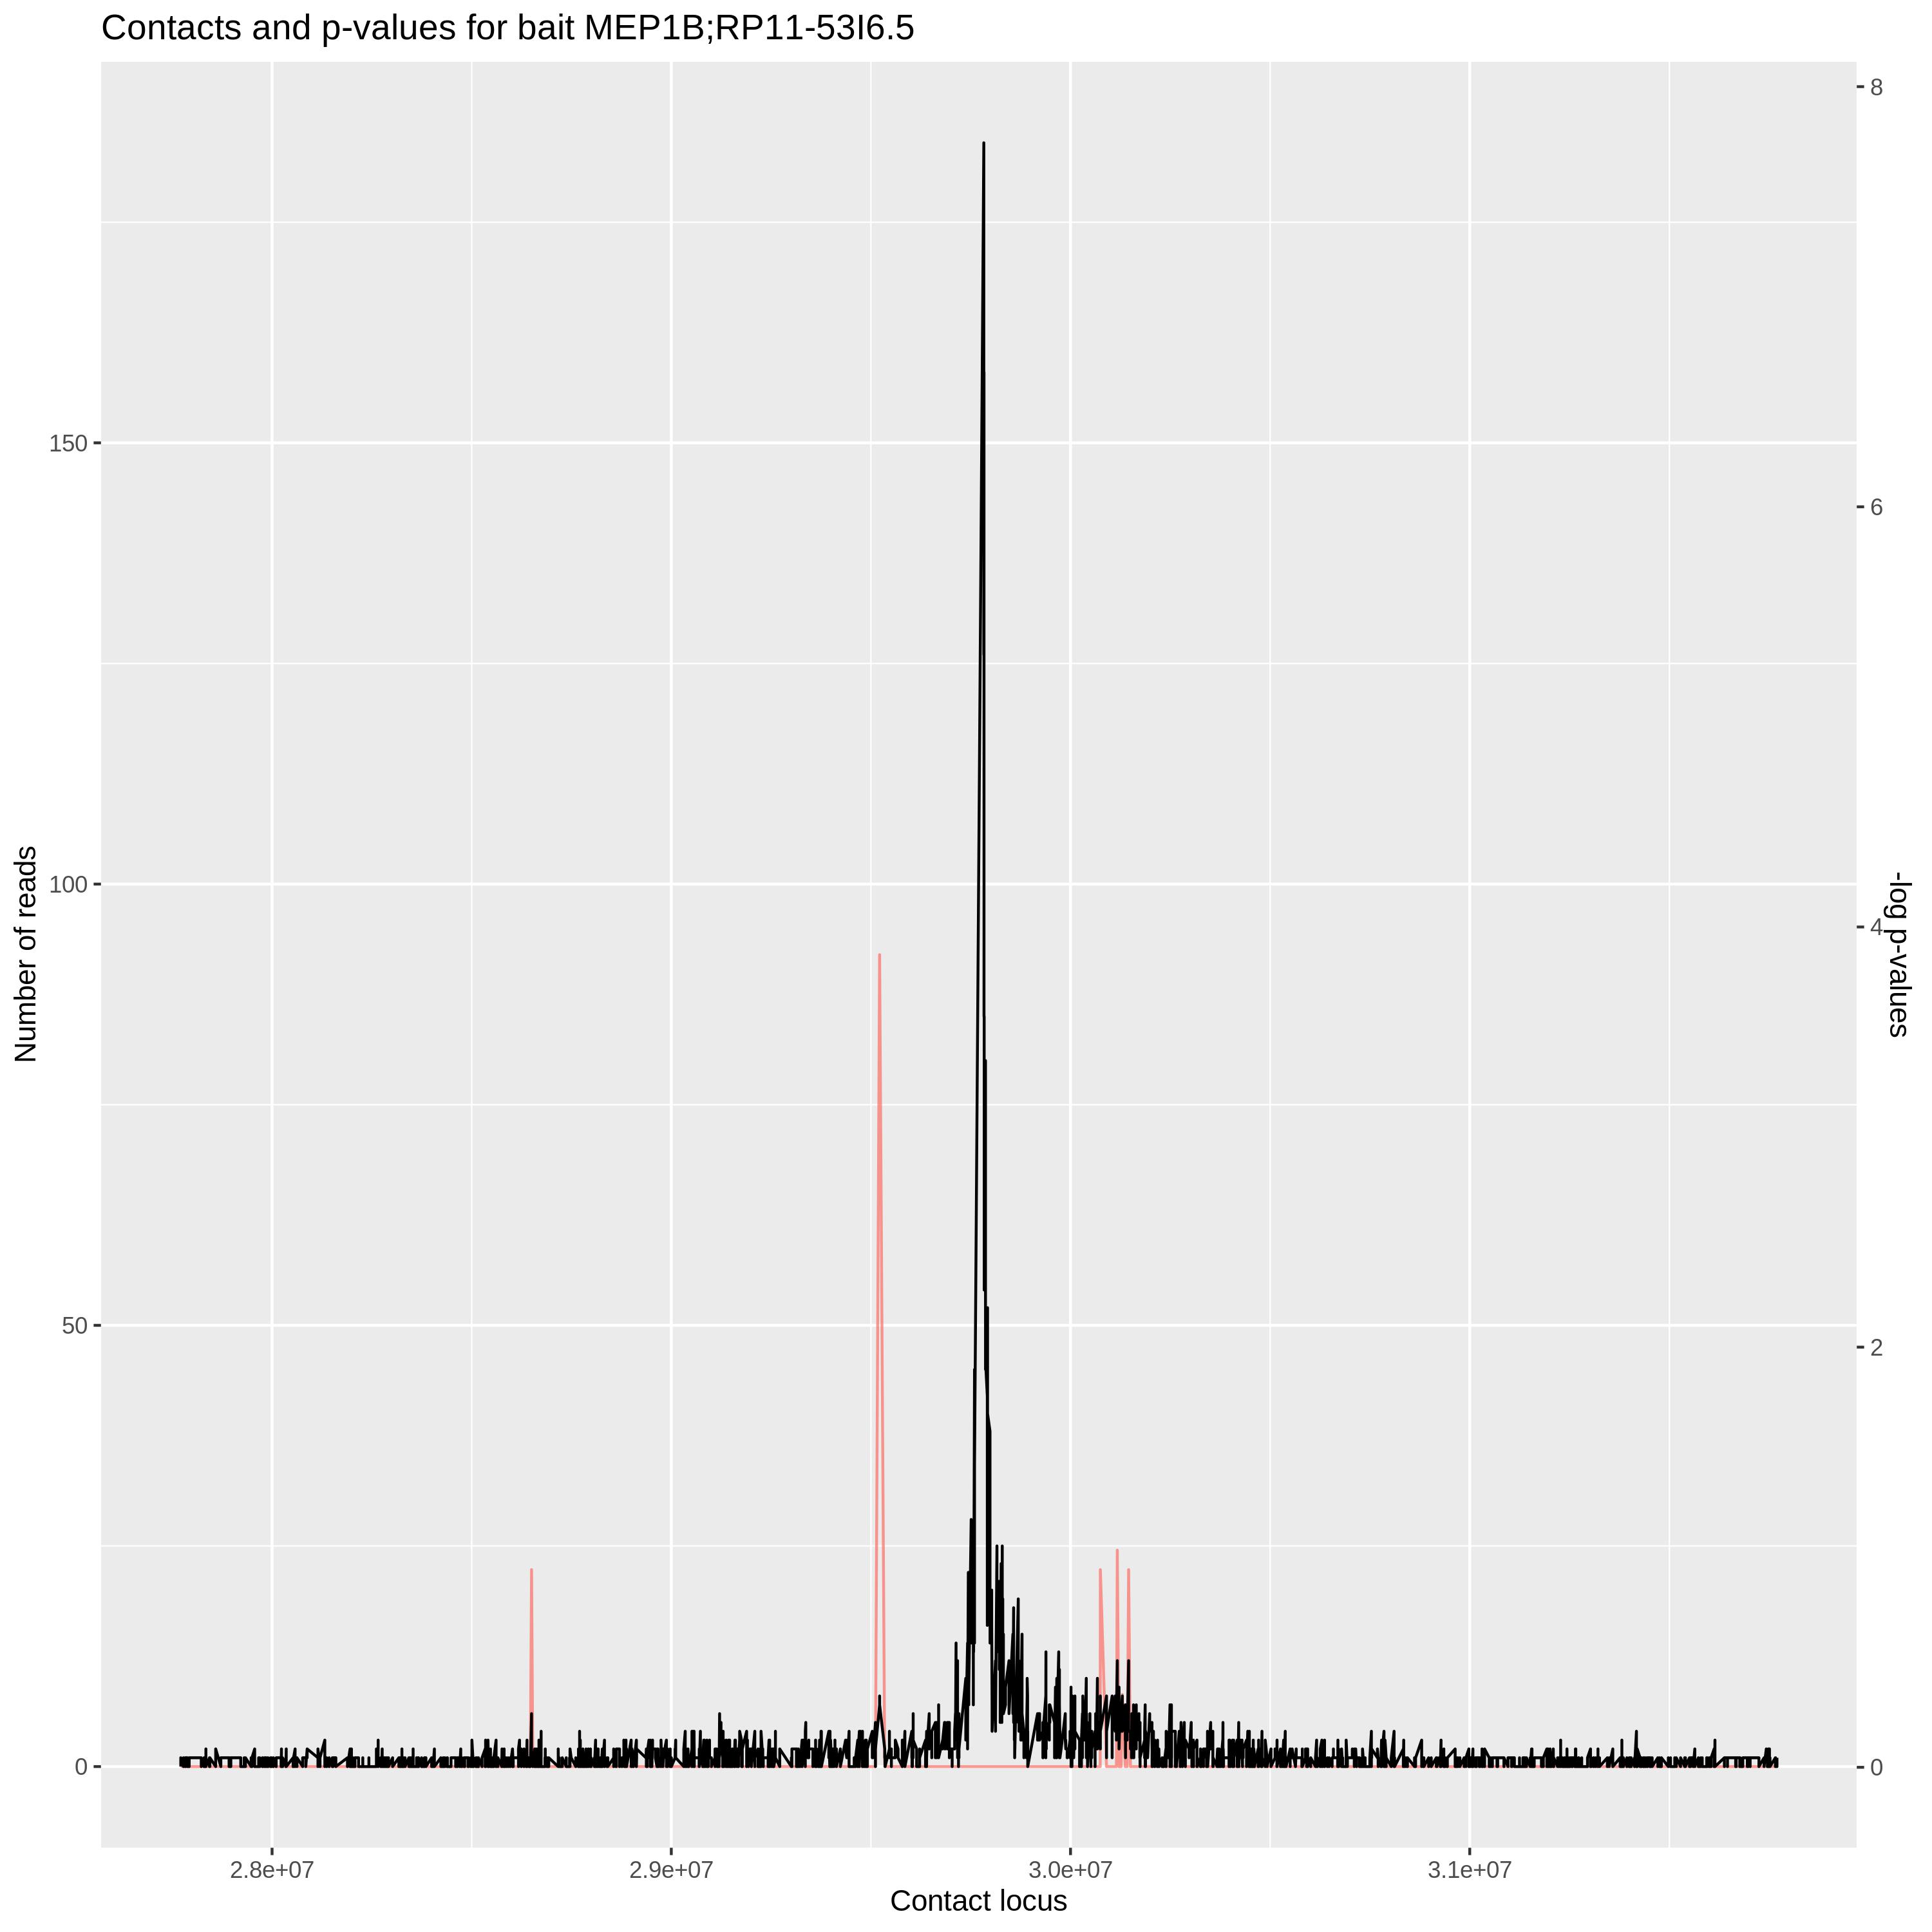 Contacts and p-values for bait MEP1B;RP11-53I6.5
Number of reads
150
100
50
0
8
6
4
2
0
-log p-values
2.8e+07
2.9e+07
3.0e+07
3.1e+07
Contact locus